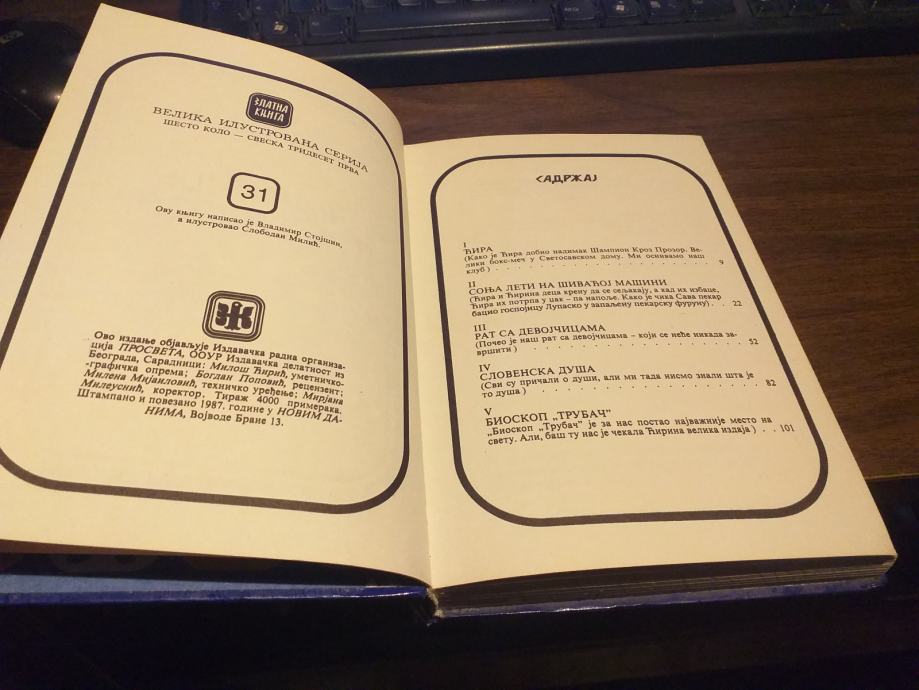 ЗЛАТНА
КЊИГА
ВЕЛИКА ИЛУСТРОВАНА СЕРИЈА
ШЕСТО КОЛО — СВЕСКА ТРИДЕСЕТ ПРВА
31
Ову књигу написао је Владимир Стојшин,
а илустровао Слободан Милић.
Ово издање објављује Издавачка радна организа-
ција ПРОСВЕТА, ООУР Издавачка делатност из
Београда, Сарадници: Милош Ћирић, уметничко-
-графичка опрема; Богдан Поповић, рецензент;
Милена Мијаиловић, техничко уређење; Мирјана
Милеуснић, коректор. Тираж 4000 примерака.
Штампано и повезано 1987. године у НОВИМ ДА-
НИМА, Војводе Бране 13.
САДРЖАЈ
I
ЋИРА
(Како је Ћира добио надимак Шампион Кроз Прозор. Ве-
лики бокс-меч у Светосавском дому. Ми оснивамо наш
клуб) . . . . . . . . . . . . . . . . . . . . 9
II
СОЊА ЛЕТИ НА ШИВАЋОЈ МАШИНИ
(Ћира и Ћирина деца крену да се сељакају, а кад их избаце,
Ћира их потрпа у џак – па напоље. Како је чика Сава пекар
бацио госпојицу Лупаско у запаљену пекарску фуруну) . . 22
III
РАТ СА ДЕВОЈЧИЦАМА
(Почео је наш рат са девојчицама – који се неће никада за-
вршити) . . . . . . . . . . . . . . . . . . . . 52
IV
СЛОВЕНСКА ДУША
(Сви су причали о души, али ми тада нисмо знали шта је
то душа) . . . . . . . . . . . . . . . . . . . . 82
V
БИОСКОП „ТРУБАЧ”
„Биоскоп „Трубач” је за нас постао најважније место на
свету. Али, баш ту нас је чекала Ћирина велика издаја) . . 101